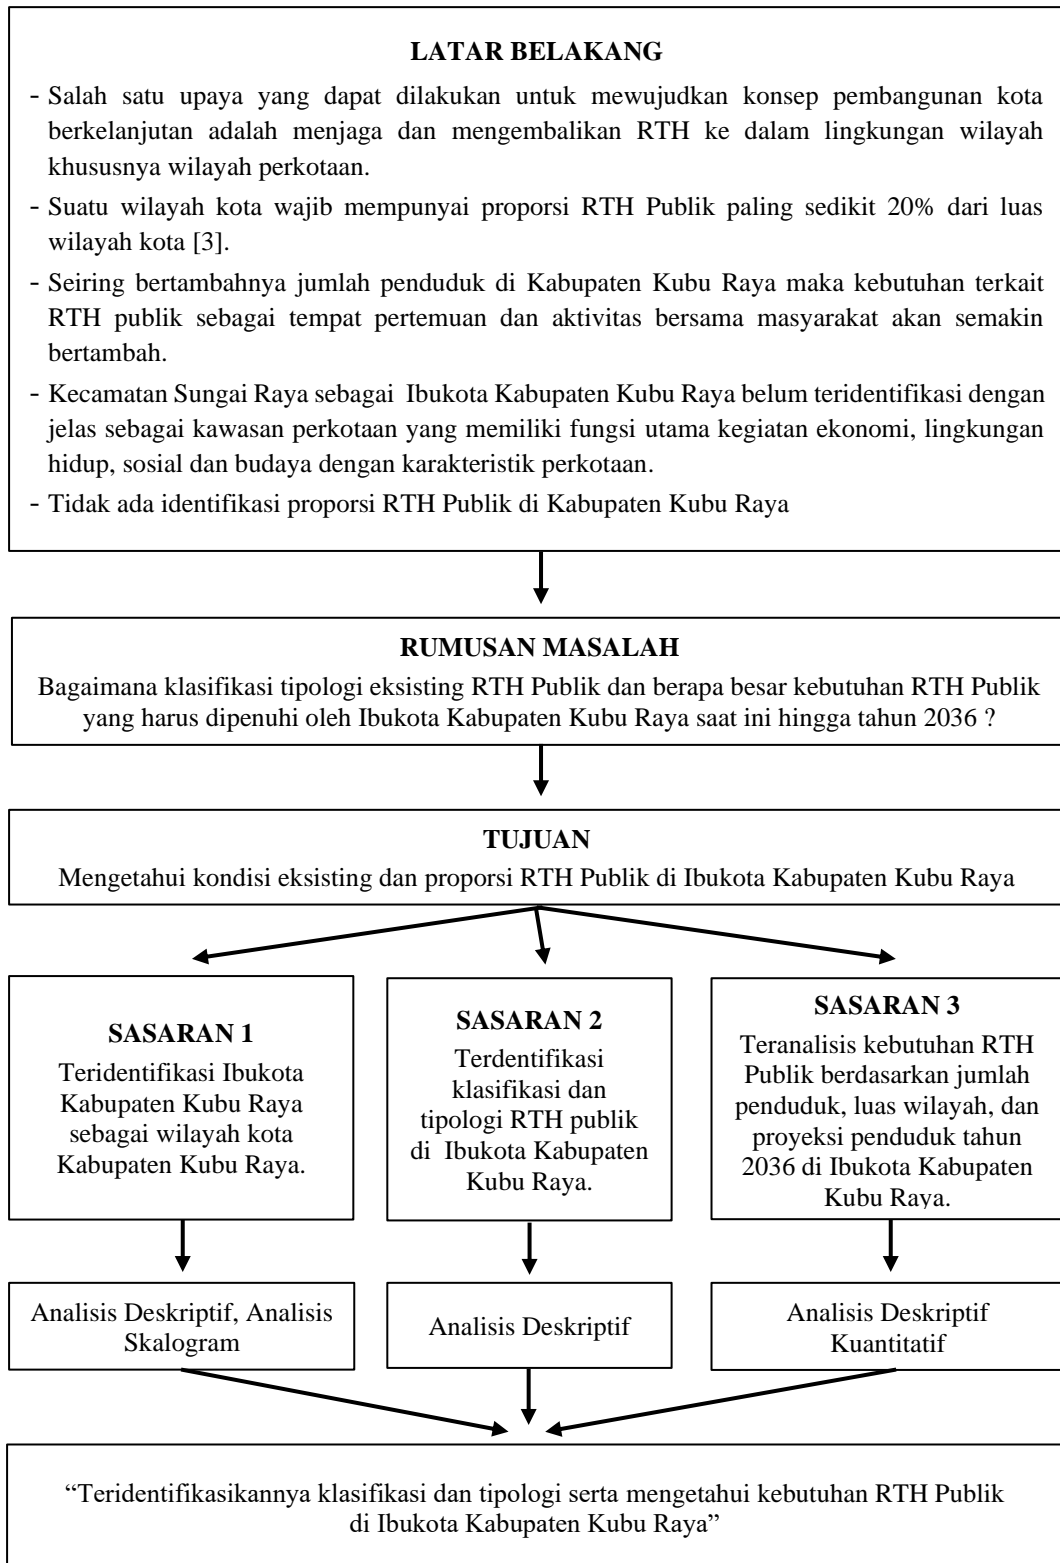 LATAR BELAKANG
- Salah satu upaya yang dapat dilakukan untuk mewujudkan konsep pembangunan kota
berkelanjutan adalah menjaga dan mengembalikan RTH ke dalam lingkungan wilayah
khususnya wilayah perkotaan.
- Suatu wilayah kota wajib mempunyai proporsi RTH Publik paling sedikit 20% dari luas
wilayah kota [3].
- Seiring bertambahnya jumlah penduduk di Kabupaten Kubu Raya maka kebutuhan terkait
RTH publik sebagai tempat pertemuan dan aktivitas bersama masyarakat akan semakin
bertambah.
- Kecamatan Sungai Raya sebagai Ibukota Kabupaten Kubu Raya belum teridentifikasi dengan
jelas sebagai kawasan perkotaan yang memiliki fungsi utama kegiatan ekonomi, lingkungan
hidup, sosial dan budaya dengan karakteristik perkotaan.
- Tidak ada identifikasi proporsi RTH Publik di Kabupaten Kubu Raya
RUMUSAN MASALAH
Bagaimana klasifikasi tipologi eksisting RTH Publik dan berapa besar kebutuhan RTH Publik
yang harus dipenuhi oleh Ibukota Kabupaten Kubu Raya saat ini hingga tahun 2036 ?
TUJUAN
Mengetahui kondisi eksisting dan proporsi RTH Publik di Ibukota Kabupaten Kubu Raya
SASARAN 1
Teridentifikasi Ibukota
Kabupaten Kubu Raya
sebagai wilayah kota
Kabupaten Kubu Raya.
SASARAN 2
Terdentifikasi
klasifikasi dan
tipologi RTH publik
di Ibukota Kabupaten
Kubu Raya.
SASARAN 3
Teranalisis kebutuhan RTH
Publik berdasarkan jumlah
penduduk, luas wilayah, dan
proyeksi penduduk tahun
2036 di Ibukota Kabupaten
Kubu Raya.
Analisis Deskriptif, Analisis
Skalogram
Analisis Deskriptif
Analisis Deskriptif
Kuantitatif
“Teridentifikasikannya klasifikasi dan tipologi serta mengetahui kebutuhan RTH Publik
di Ibukota Kabupaten Kubu Raya”